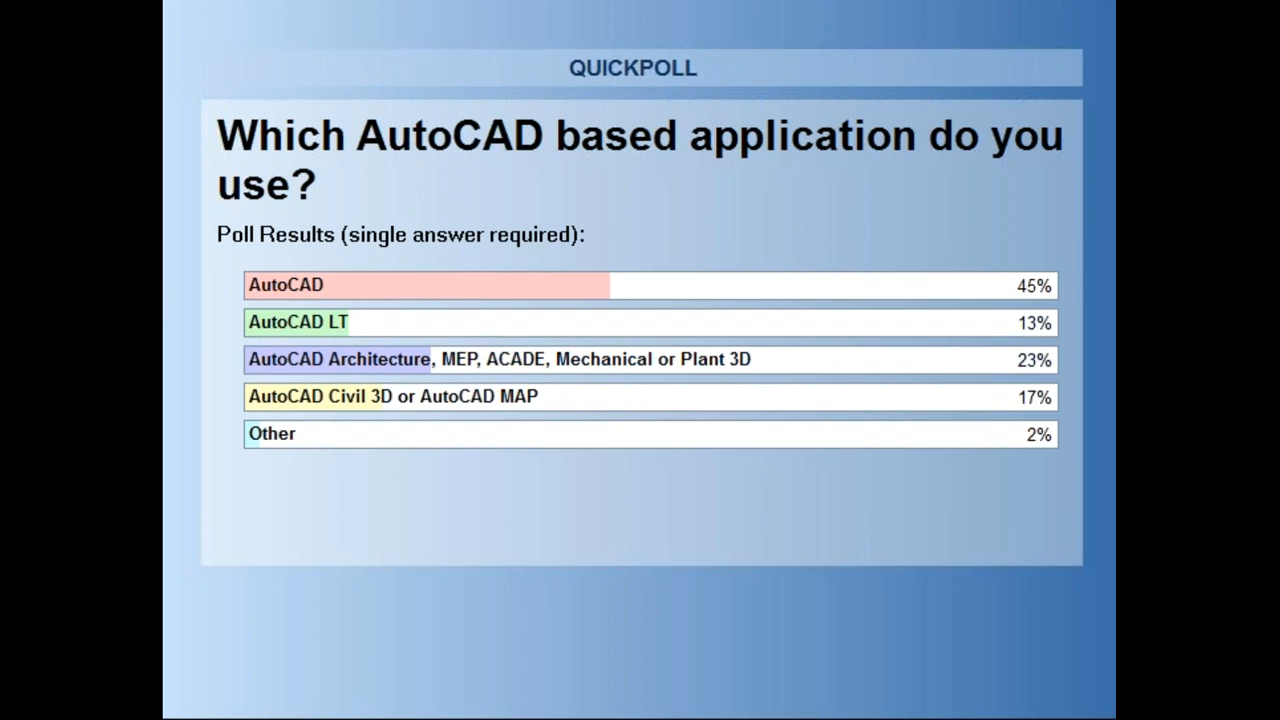 QUICKPOLL
Which AutoCAD based application do you
use?
Poll Results (single answer required):
AutoCAD 45%
AutoCAD LT 13%
AutoCAD Architecture, MEP, ACADE, Mechanical or Plant 3D 23%
AutoCAD Civil 3D or AutoCAD MAP 17%
Other 2%